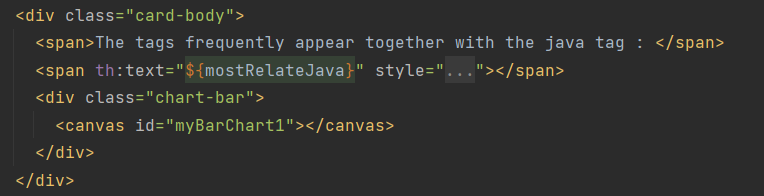 <div class="card-body">
<span>The tags frequently appear together with the java tag : </span>
<span th:text="${mostRelateJava}" style="..."></span>
<div class="chart-bar">
<canvas id="myBarChart1"></canvas>
</div>
</div>